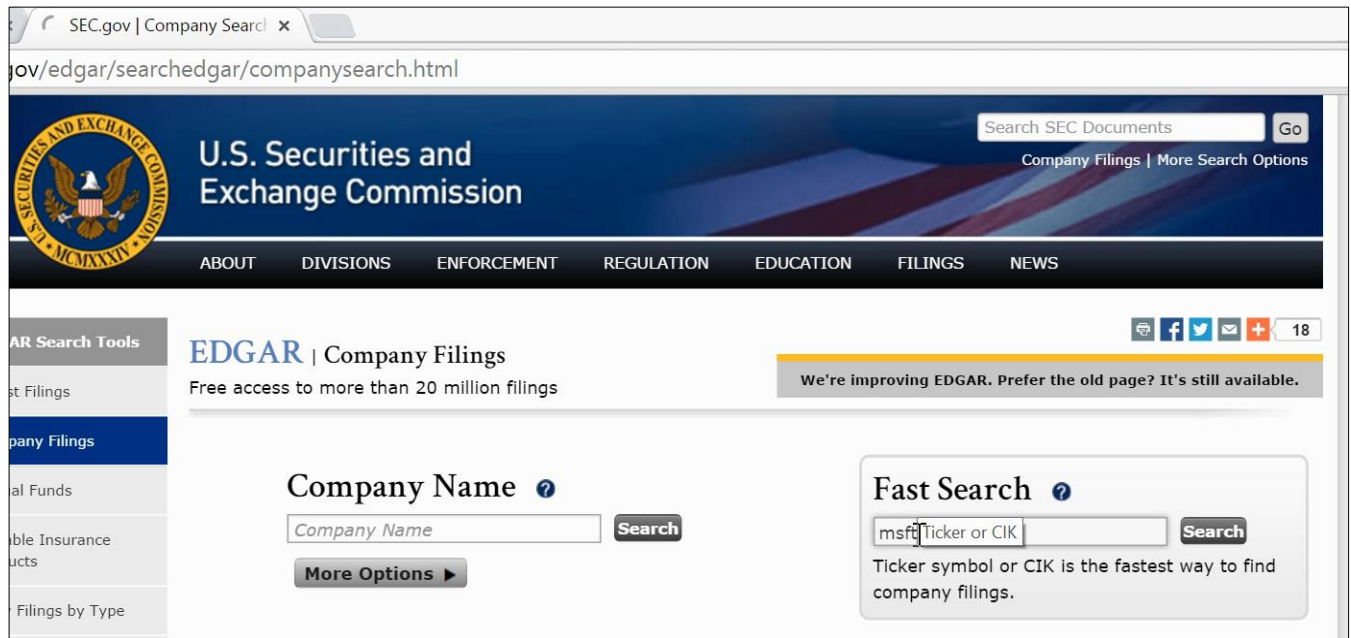 SEC.gov | Company Search
gov/edgar/searchedgar/companysearch.html
U.S. SECURITIES AND EXCHANGE COMMISSION
MCMXXXIV
U.S. Securities and
Exchange Commission
Search SEC Documents Go
Company Filings | More Search Options
ABOUT DIVISIONS ENFORCEMENT REGULATION EDUCATION FILINGS NEWS
18
AR Search Tools
st Filings
pany Filings
al Funds
ble Insurance
ucts
Filings by Type
EDGAR | Company Filings
Free access to more than 20 million filings
We're improving EDGAR. Prefer the old page? It's still available.
Company Name ?
Company Name Search
More Options
Fast Search ?
msft Ticker or CIK Search
Ticker symbol or CIK is the fastest way to find
company filings.